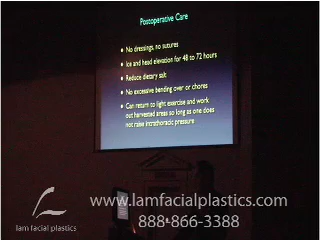 Postoperative Care
• No dressings, no sutures
• Ice and head elevation for 48 to 72 hours
• Reduce dietary salt
• No excessive bending over or chores
• Can return to light exercise and work
out harvested areas so long as one does
not raise intrathoracic pressure
www.lamfacialplastics.com
888-866-3388
lam facial plastics